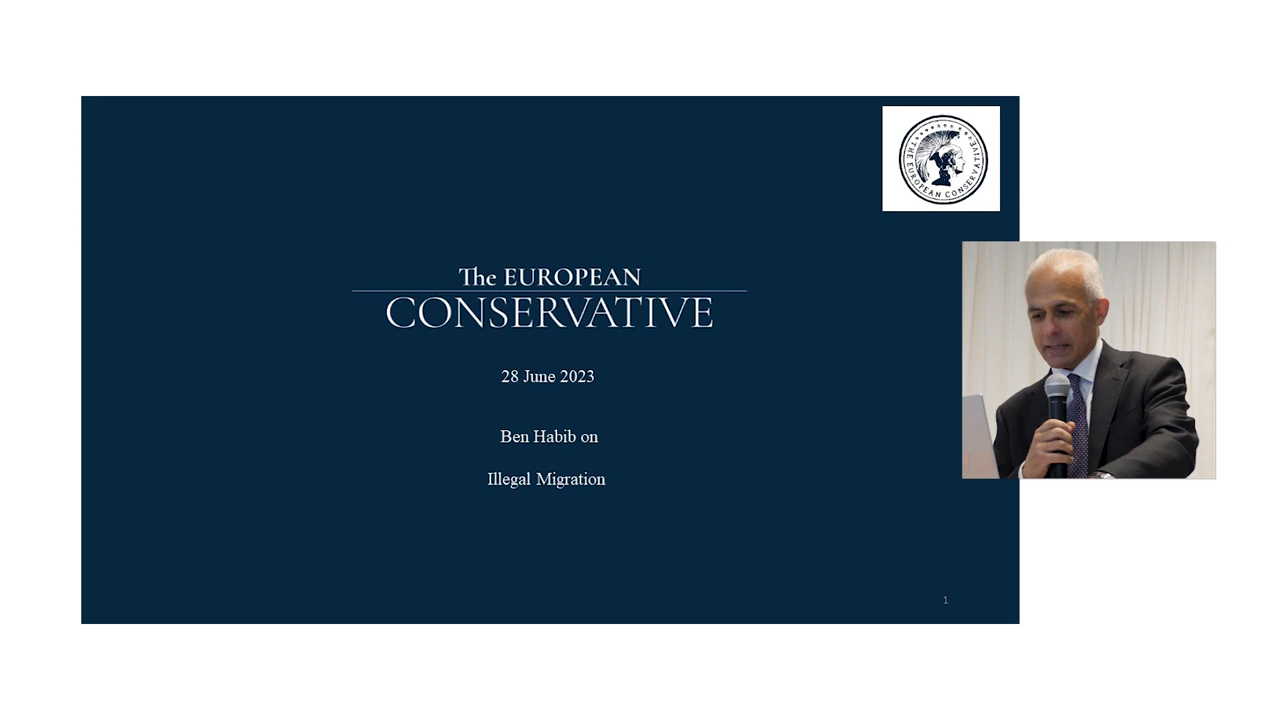 THE EUROPEAN CONSERVATIVE
The EUROPEAN
CONSERVATIVE
28 June 2023
Ben Habib on
Illegal Migration
1